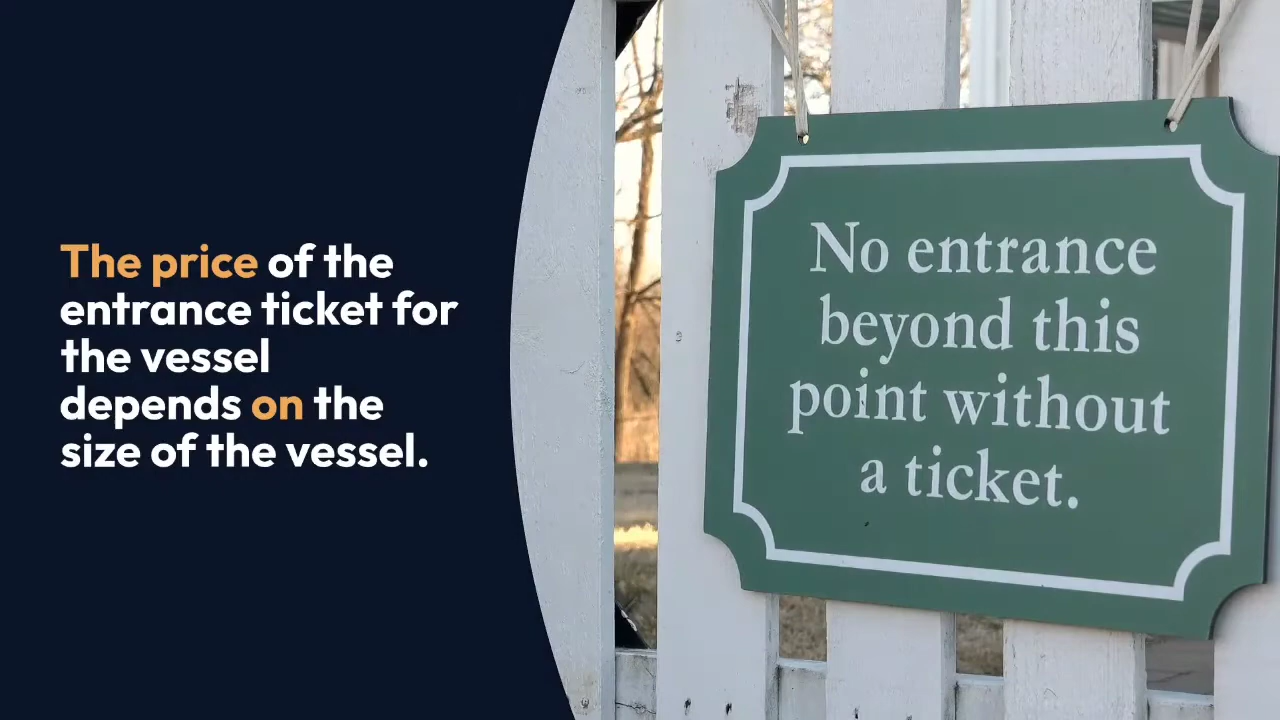 The price of the
entrance ticket for
the vessel
depends on the
size of the vessel.
No entrance
beyond this
point without
a ticket.